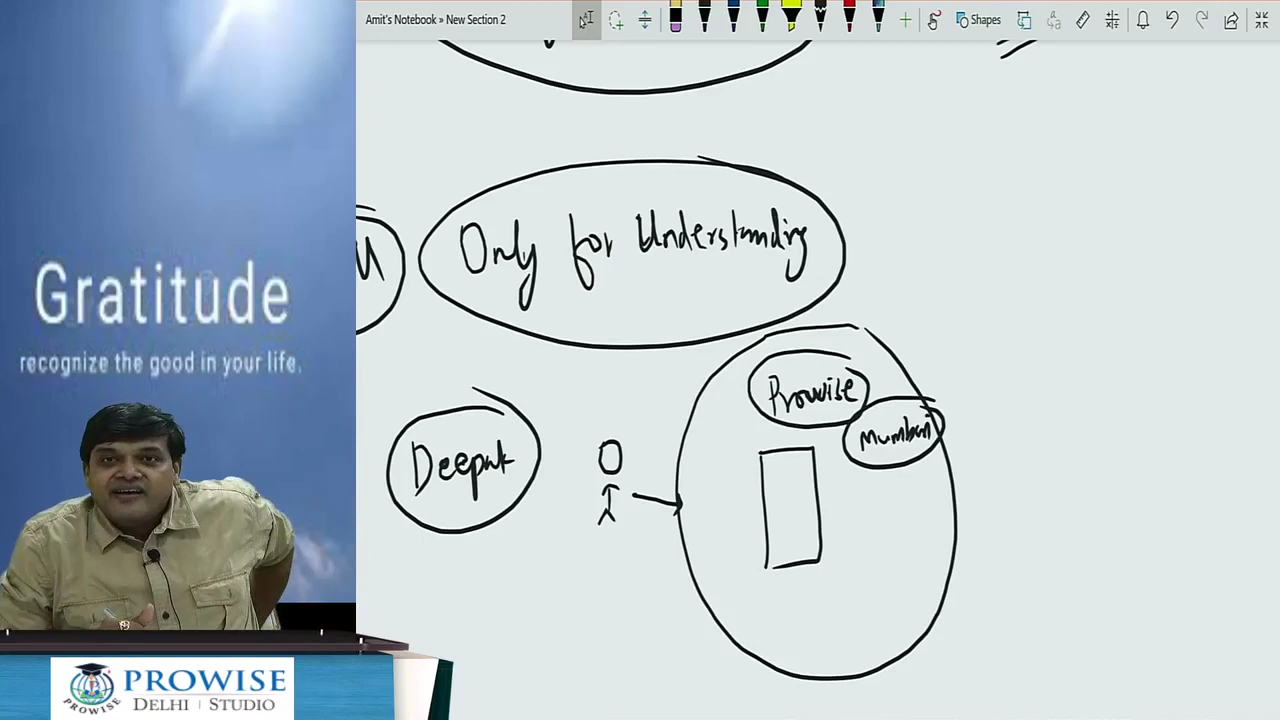 Amit's Notebook » New Section 2
Shapes
Gratitude
recognize the good in your life.
Only for Understanding
Prowise
Mumbai
Deepak
PROWISE
PROWISE
DELHI | STUDIO